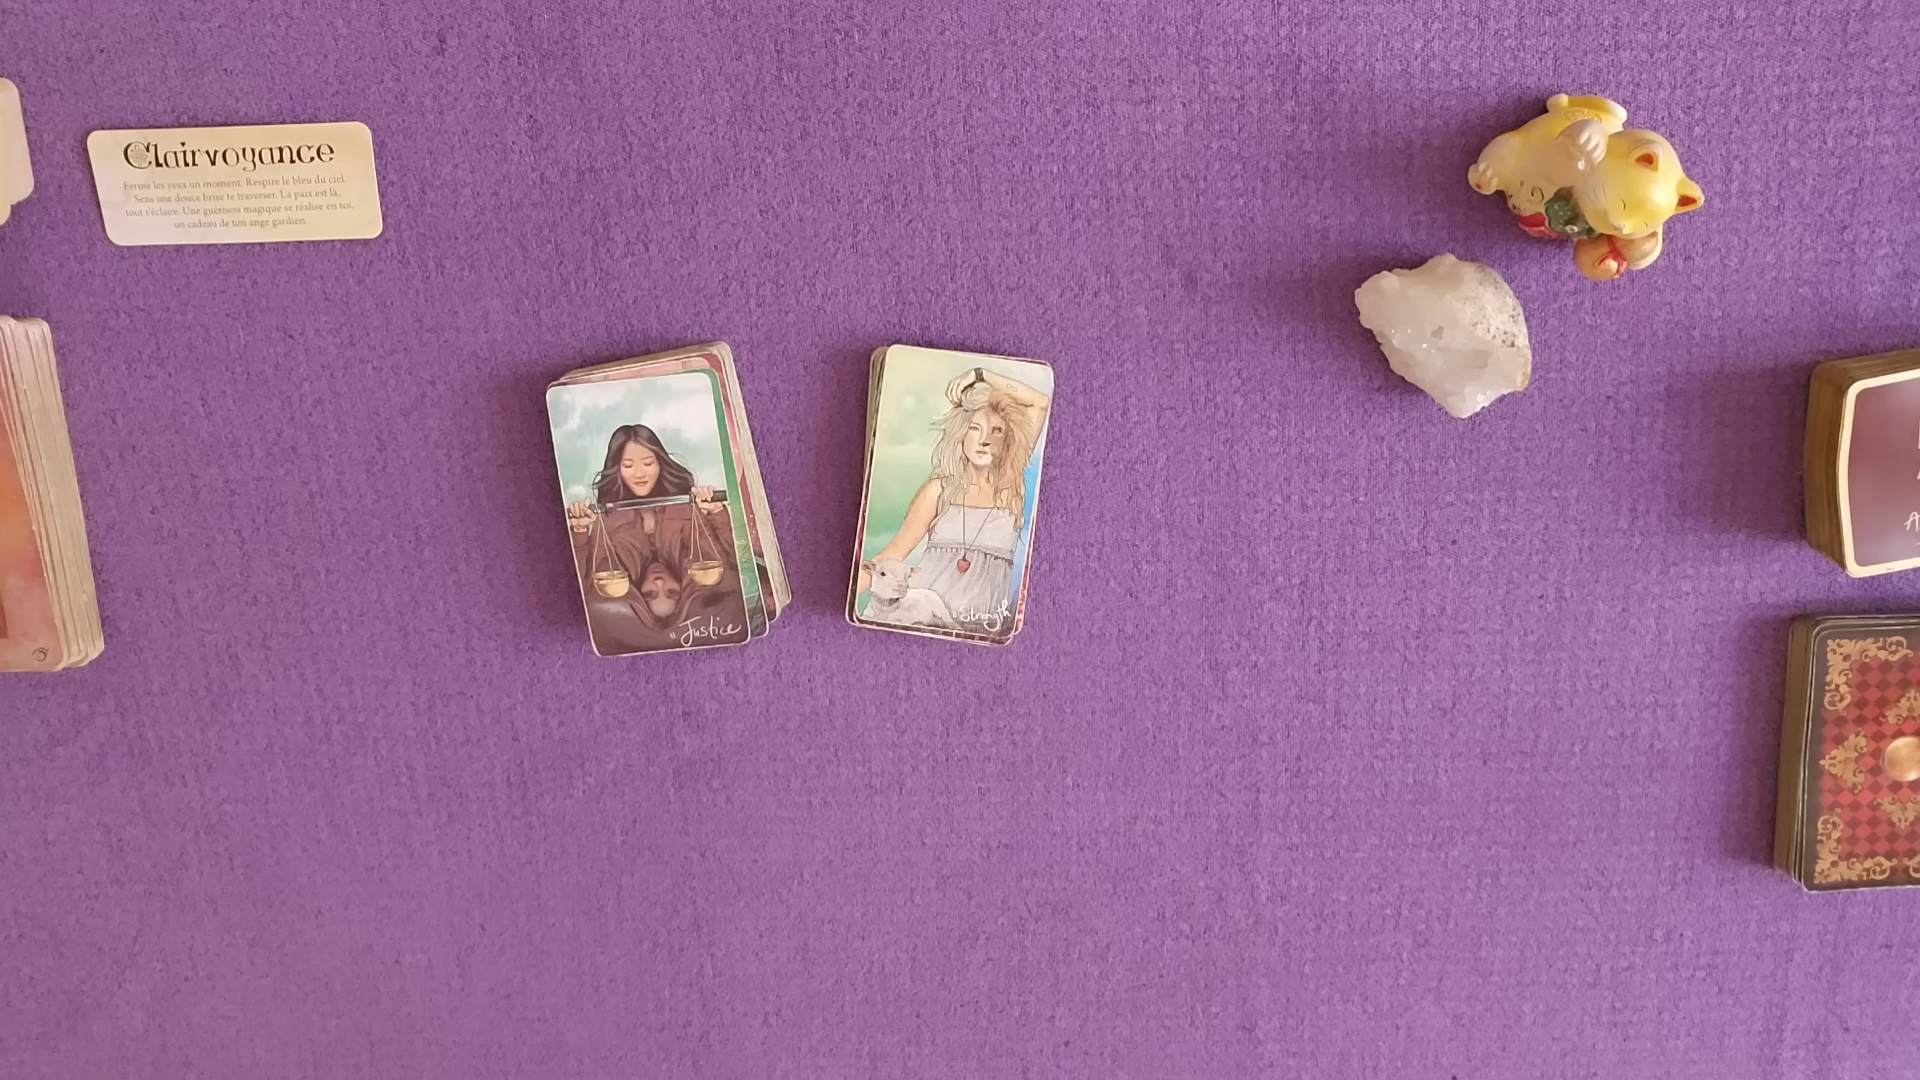 Clairvoyance
Ferme les yeux un moment. Respire le bleu du ciel.
Sens une douce brise te traverser. La paix est là,
tout s'éclaire. Une guérison magique se réalise en toi,
un cadeau de ton ange gardien.
11 Justice
Strength